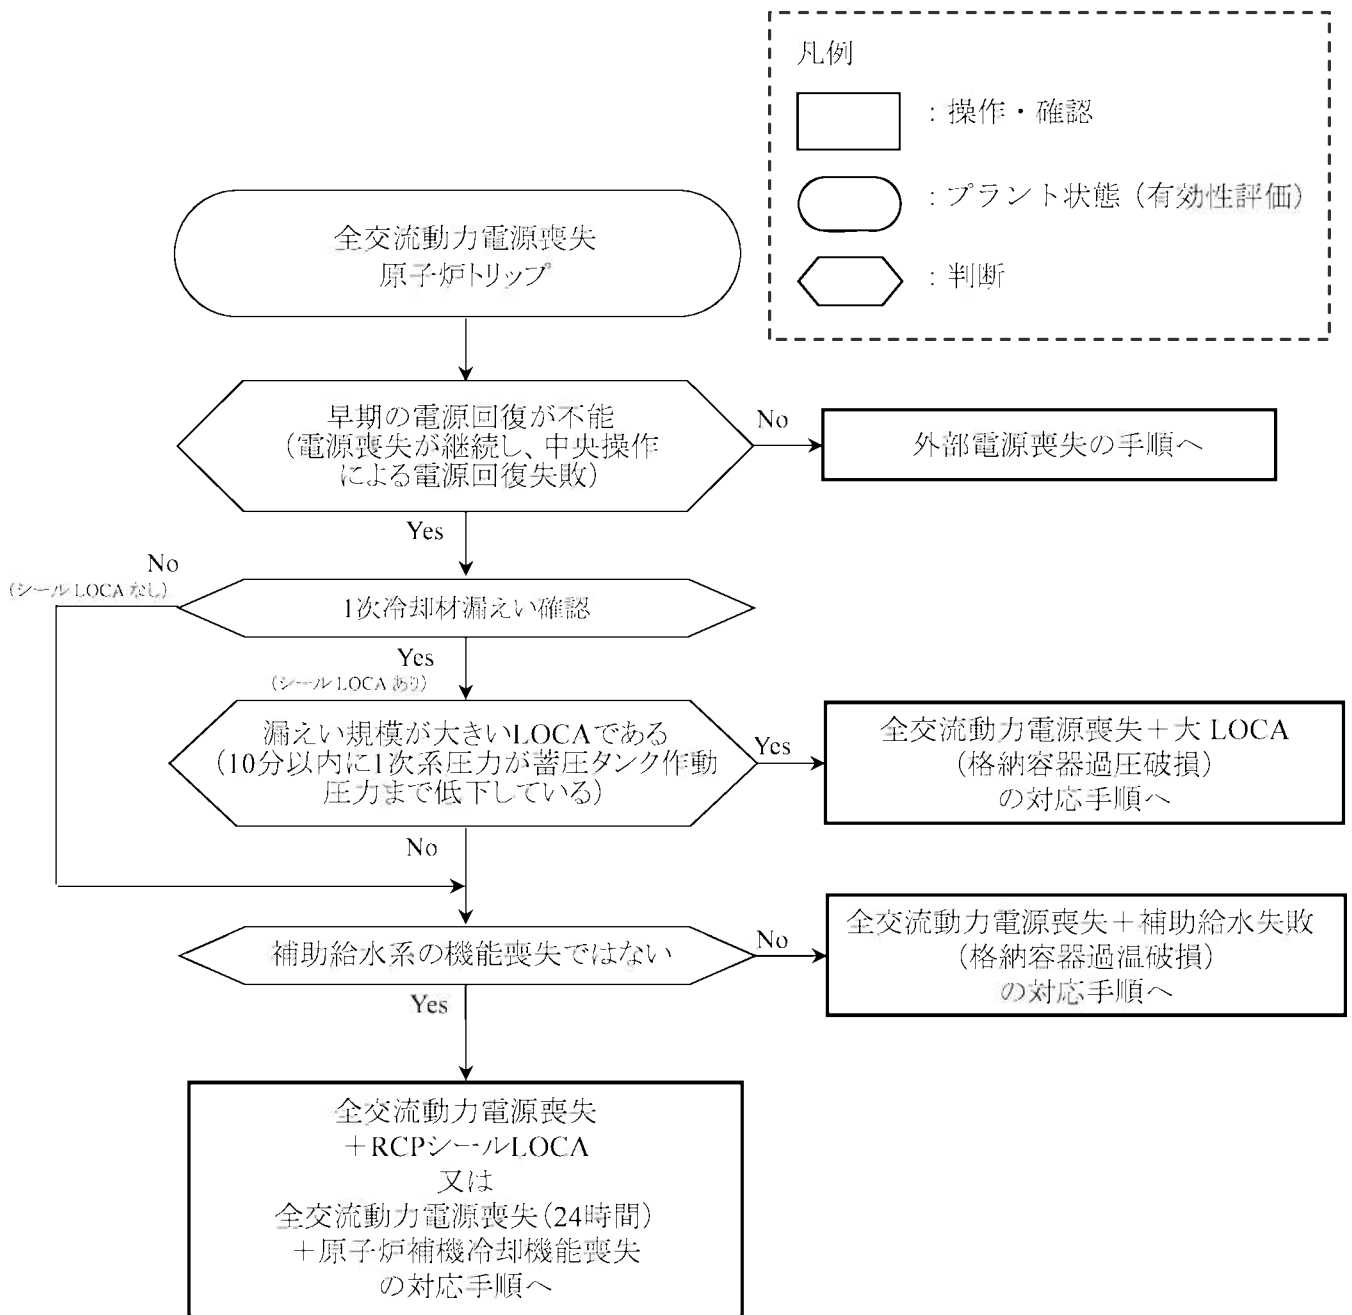 凡例
：操作・確認
：プラント状態（有効性評価）
：判断
全交流動力電源喪失
原子炉トリップ
早期の電源回復が不能
（電源喪失が継続し、中央操作
による電源回復失敗）
No
外部電源喪失の手順へ
Yes
No
（シール LOCA なし）
1次冷却材漏えい確認
Yes
（シール LOCA あり）
漏えい規模が大きいLOCAである
（10分以内に1次系圧力が蓄圧タンク作動
圧力まで低下している）
Yes
全交流動力電源喪失＋大 LOCA
（格納容器過圧破損）
の対応手順へ
No
補助給水系の機能喪失ではない
No
全交流動力電源喪失＋補助給水失敗
（格納容器過温破損）
の対応手順へ
Yes
全交流動力電源喪失
＋RCPシールLOCA
又は
全交流動力電源喪失（24時間）
＋原子炉補機冷却機能喪失
の対応手順へ